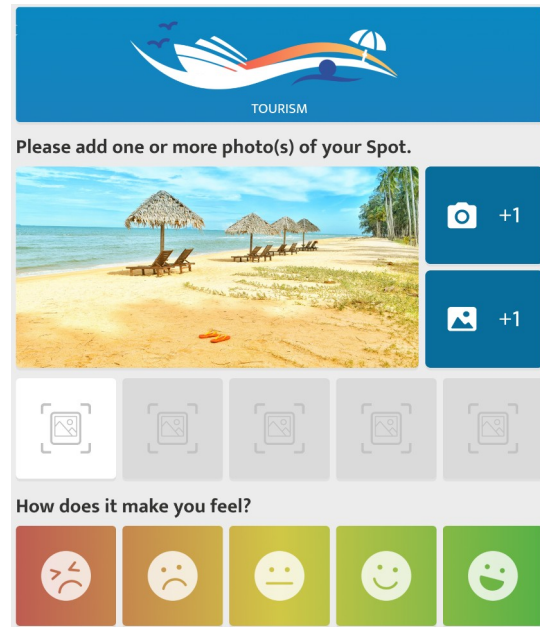 TOURISM
Please add one or more photo(s) of your Spot.
+1
+1
How does it make you feel?